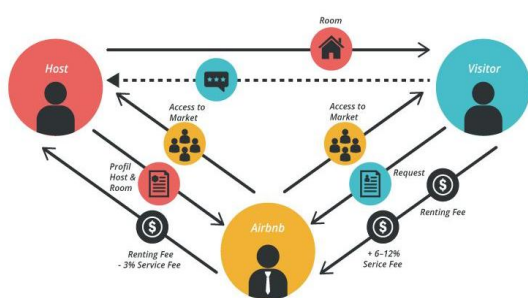 Room
Host
Visitor
Access to
Market
Access to
Market
Profil
Host &
Room
Request
Renting Fee
Airbnb
Renting Fee
- 3% Service Fee
+ 6-12%
Serice Fee